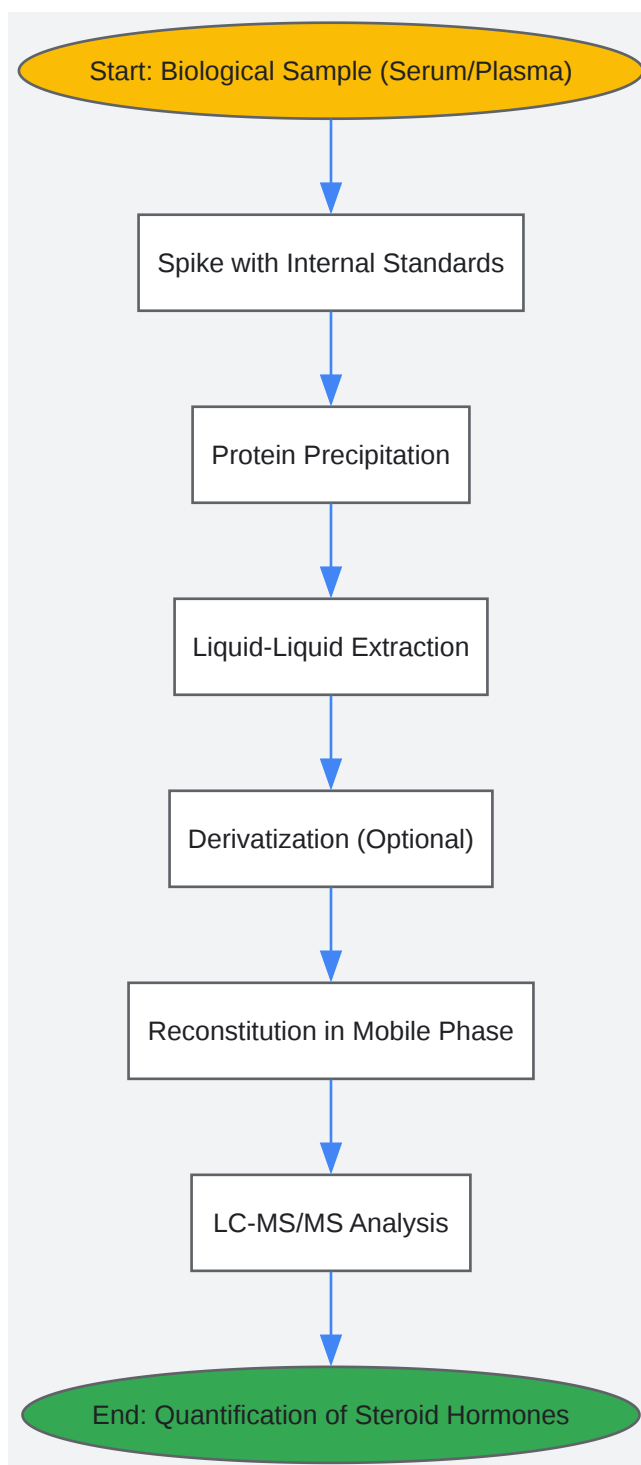 Start: Biological Sample (Serum/Plasma)
Spike with Internal Standards
Protein Precipitation
Liquid-Liquid Extraction
Derivatization (Optional)
Reconstitution in Mobile Phase
LC-MS/MS Analysis
End: Quantification of Steroid Hormones